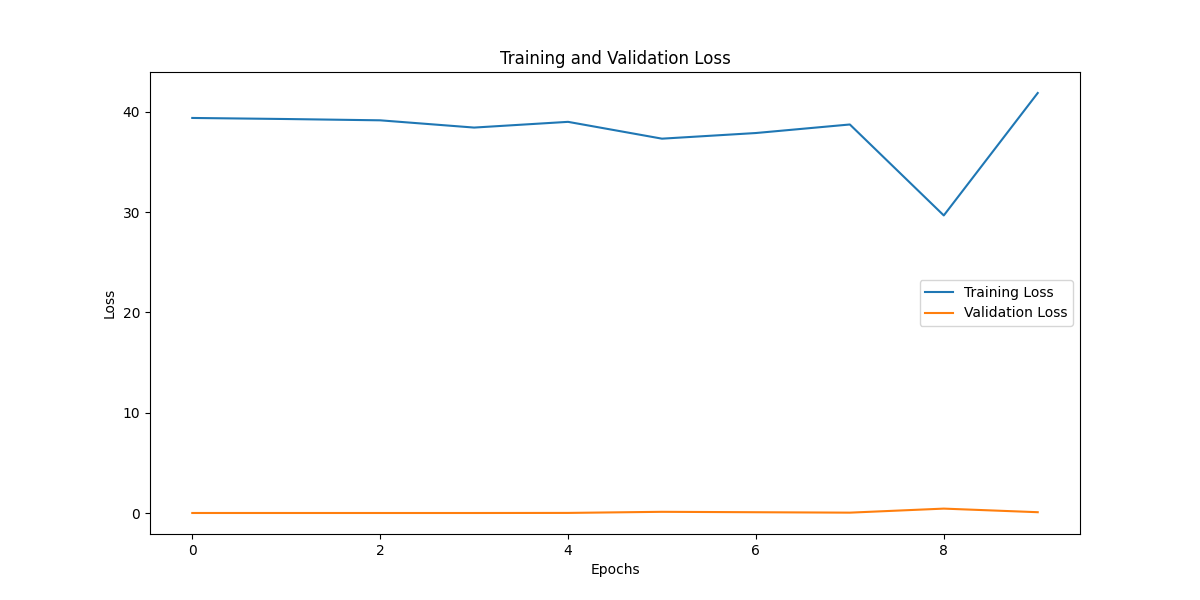 Training and Validation Loss
40
30
20
10
0
Loss
Training Loss
Validation Loss
0 2 4 6 8
Epochs